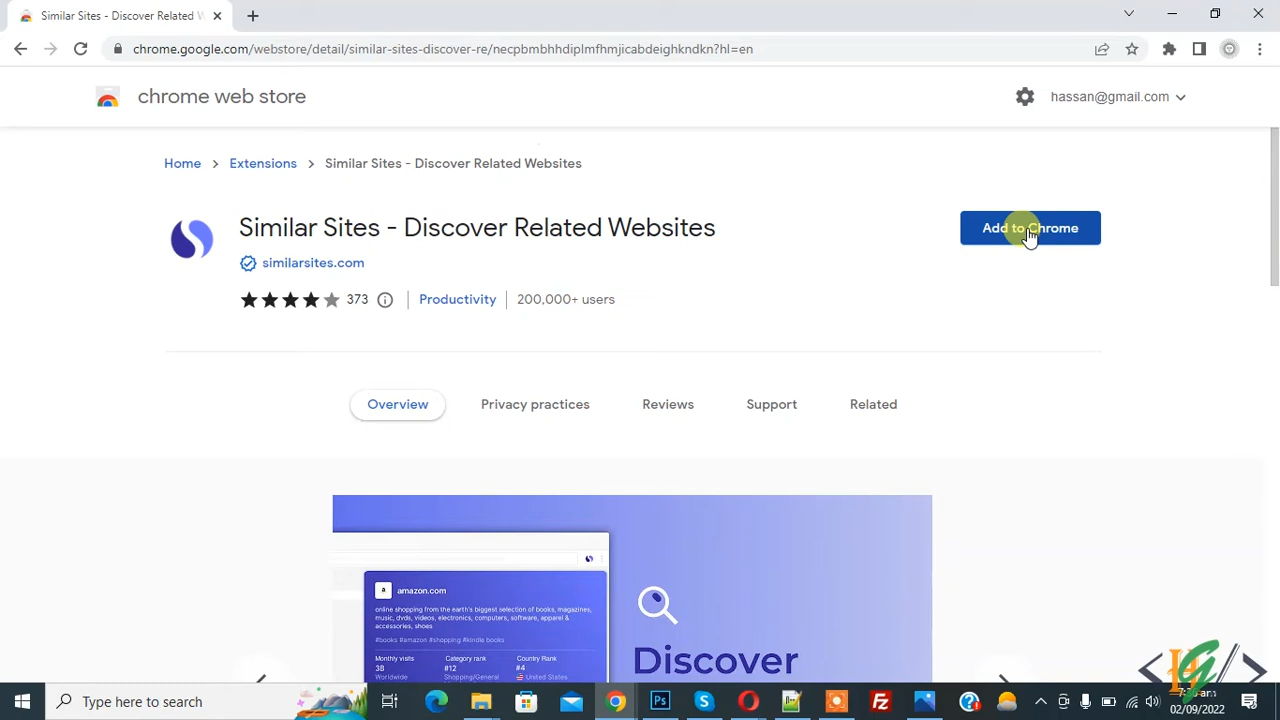 Similar Sites - Discover Related W
chrome.google.com/webstore/detail/similar-sites-discover-re/necpbmbhhdiplmfhmjicabdeighkndkn?hl=en
chrome web store
hassan@gmail.com
Home > Extensions > Similar Sites - Discover Related Websites
Similar Sites - Discover Related Websites
Add to Chrome
similarsites.com
373
Productivity
200,000+ users
Overview
Privacy practices
Reviews
Support
Related
a
amazon.com
online shopping from the earth's biggest selection of books, magazines,
music, dvds, videos, electronics, computers, software, apparel &
accessories, shoes
#books #amazon #shopping #kindle books
Monthly visits
Category rank
Country Rank
3B
#12
#4
Worldwide
Shopping/General
United States
Discover
Type here to search
Ps
02/09/2022